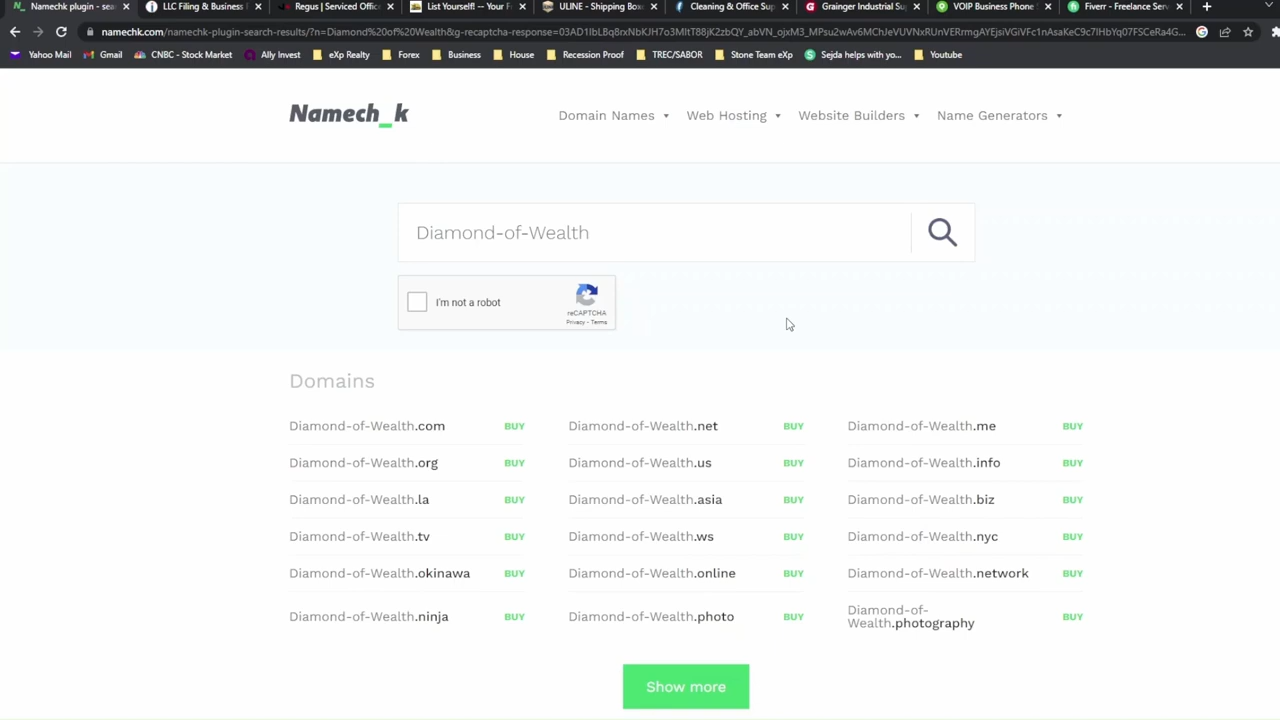 Namechk plugin - sear
LLC Filing & Business F
Regus | Serviced Office
List Yourself! -- Your F
ULINE - Shipping Boxe
Cleaning & Office Sup
Grainger Industrial Sup
VOIP Business Phone S
Fiverr - Freelance Servi
Yahoo Mail Gmail CNBC - Stock Market Ally Invest eXp Realty Forex Business House Recession Proof TREC/SABOR Stone Team eXp Sejda helps with yo... Youtube
Namech_k
Domain Names Web Hosting Website Builders Name Generators
Diamond-of-Wealth
I'm not a robot
reCAPTCHA
Privacy - Terms
Domains
Diamond-of-Wealth.com BUY Diamond-of-Wealth.net BUY Diamond-of-Wealth.me BUY
Diamond-of-Wealth.org BUY Diamond-of-Wealth.us BUY Diamond-of-Wealth.info BUY
Diamond-of-Wealth.la BUY Diamond-of-Wealth.asia BUY Diamond-of-Wealth.biz BUY
Diamond-of-Wealth.tv BUY Diamond-of-Wealth.ws BUY Diamond-of-Wealth.nyc BUY
Diamond-of-Wealth.okinawa BUY Diamond-of-Wealth.online BUY Diamond-of-Wealth.network BUY
Diamond-of-Wealth.ninja BUY Diamond-of-Wealth.photo BUY Diamond-of-
Wealth.photography BUY
Show more